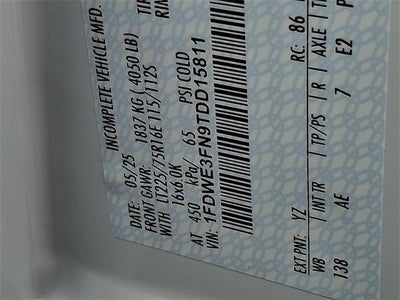 INCOMPLETE VEHICLE MFD.
DATE: 05/25
FRONT GAWR: 1837 KG ( 4050 LB)
WITH LT225/75R16E 115/112S
16x6.0K
AT 450 kPa/ 65 PSI COLD
1FDWE3FN9TDD15811
RC: 86
EXT PNT: YZ
WB INT TR TP/PS R AXLE
138 AE 7 E2